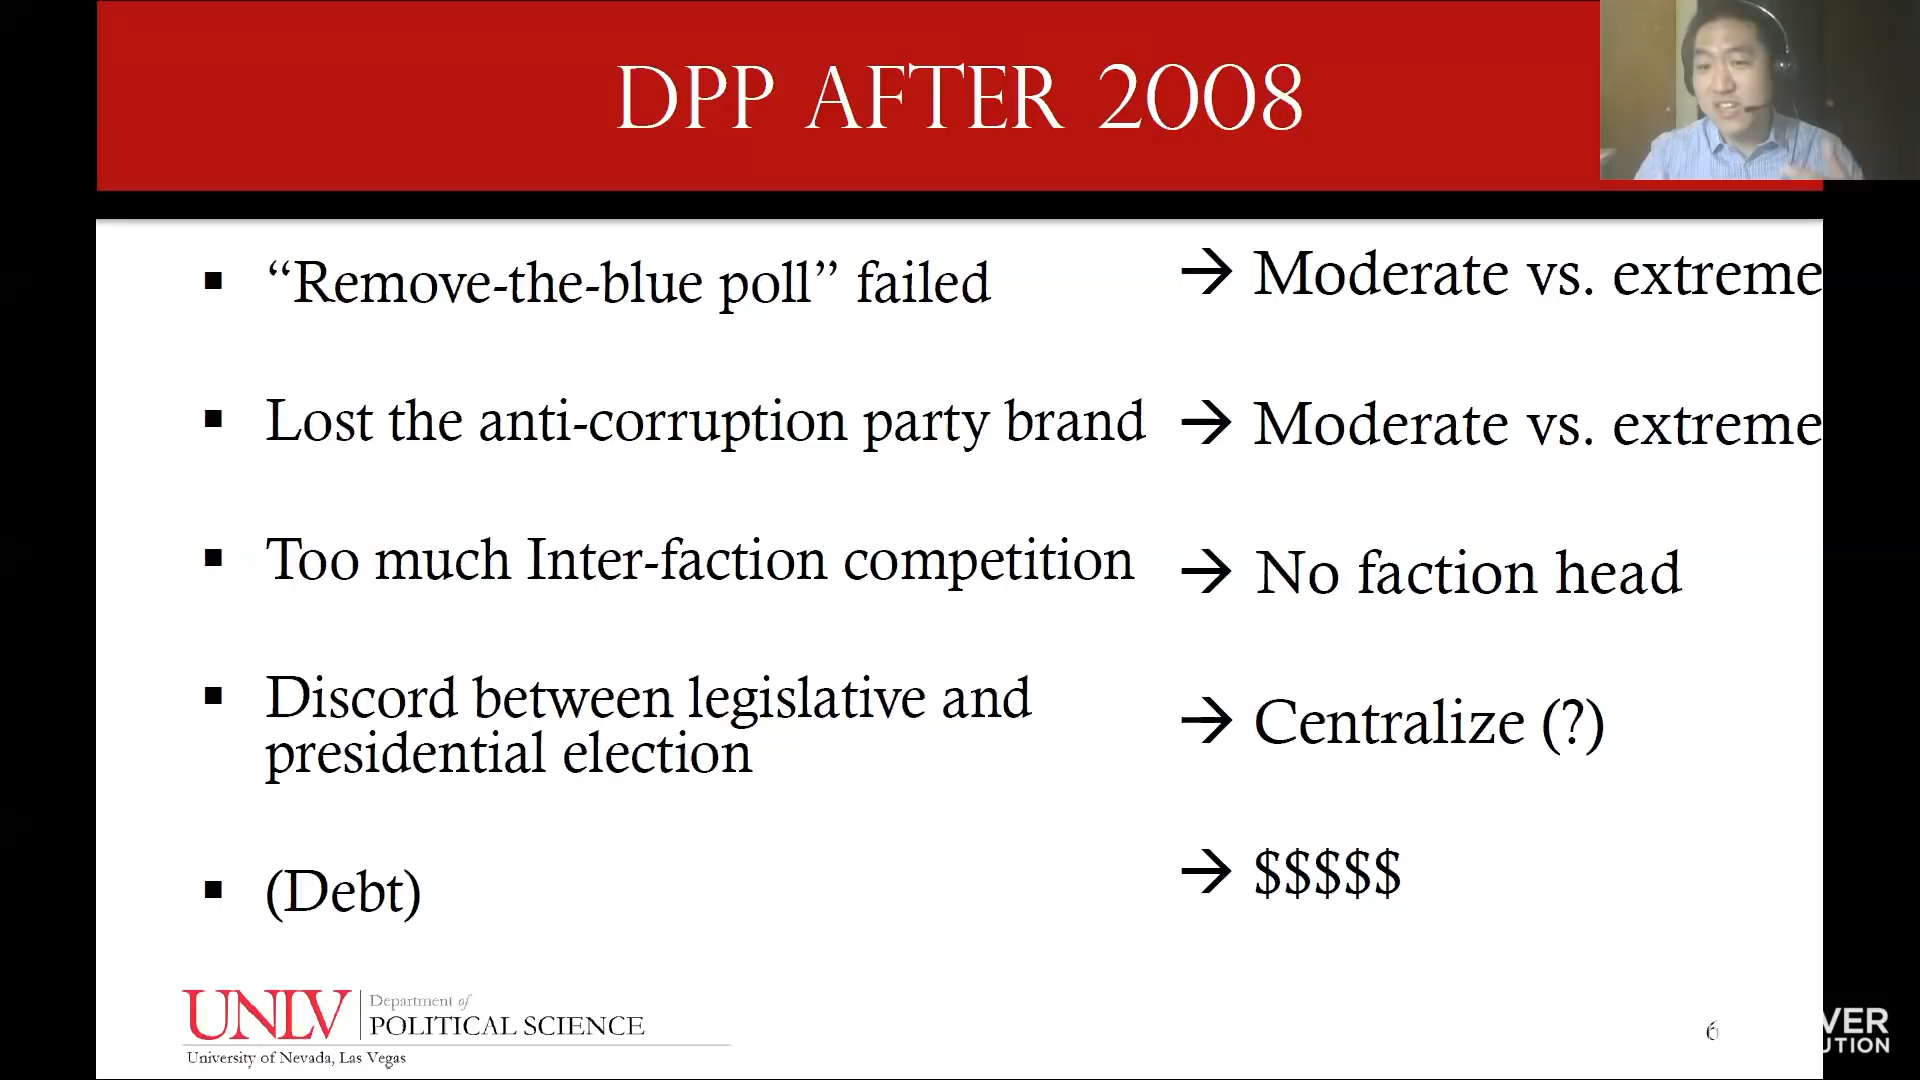 DPP AFTER 2008
▪ “Remove-the-blue poll” failed
→ Moderate vs. extreme
▪ Lost the anti-corruption party brand
→ Moderate vs. extreme
▪ Too much Inter-faction competition
→ No faction head
▪ Discord between legislative and
presidential election
→ Centralize (?)
▪ (Debt)
→ $$$$$
UNLV
Department of
POLITICAL SCIENCE
University of Nevada, Las Vegas
6
VER
UTION